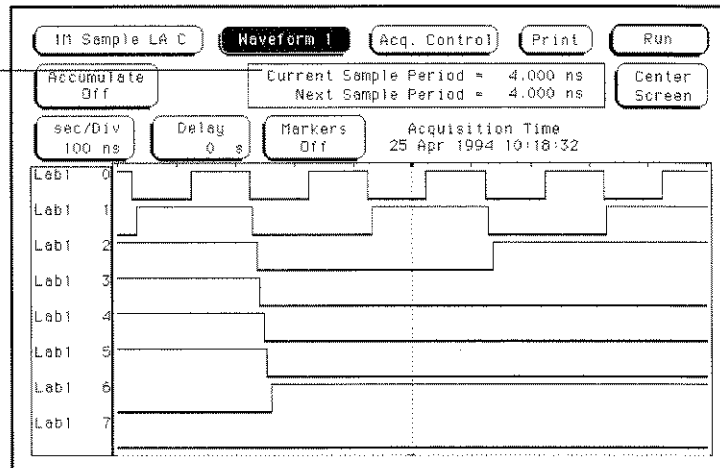 1M Sample LA C Waveform 1 Acq. Control Print Run
Accumulate
Off
Current Sample Period = 4.000 ns
Next Sample Period = 4.000 ns
Center
Screen
sec/Div
100 ns
Delay
0 s
Markers
Off
Acquisition Time
25 Apr 1994 10:18:32
Lab1 0
Lab1 1
Lab1 2
Lab1 3
Lab1 4
Lab1 5
Lab1 6
Lab1 7